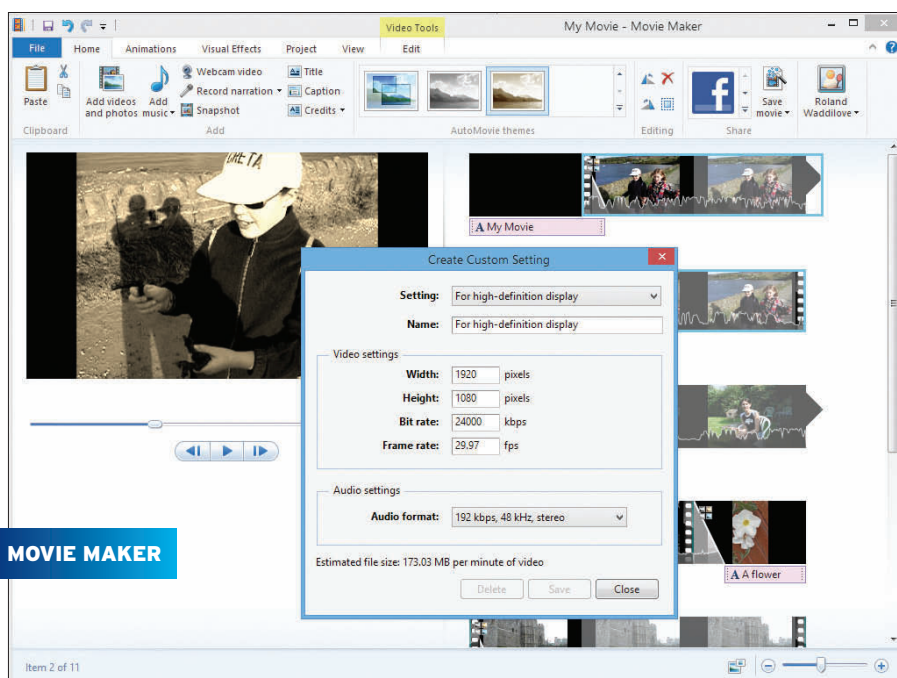 Video Tools
My Movie - Movie Maker
File
Home
Animations
Visual Effects
Project
View
Edit
Paste
Clipboard
Add videos
and photos
Add
music
Webcam video
Record narration
Snapshot
Title
Caption
Credits
Add
AutoMovie themes
Editing
f
Save
movie
Share
Roland
Waddilove
A My Movie
Create Custom Setting
Setting: For high-definition display
Name: For high-definition display
Video settings
Width: 1920 pixels
Height: 1080 pixels
Bit rate: 24000 kbps
Frame rate: 29.97 fps
Audio settings
Audio format: 192 kbps, 48 kHz, stereo
Estimated file size: 173.03 MB per minute of video
Delete
Save
Close
A A flower
MOVIE MAKER
Item 2 of 11